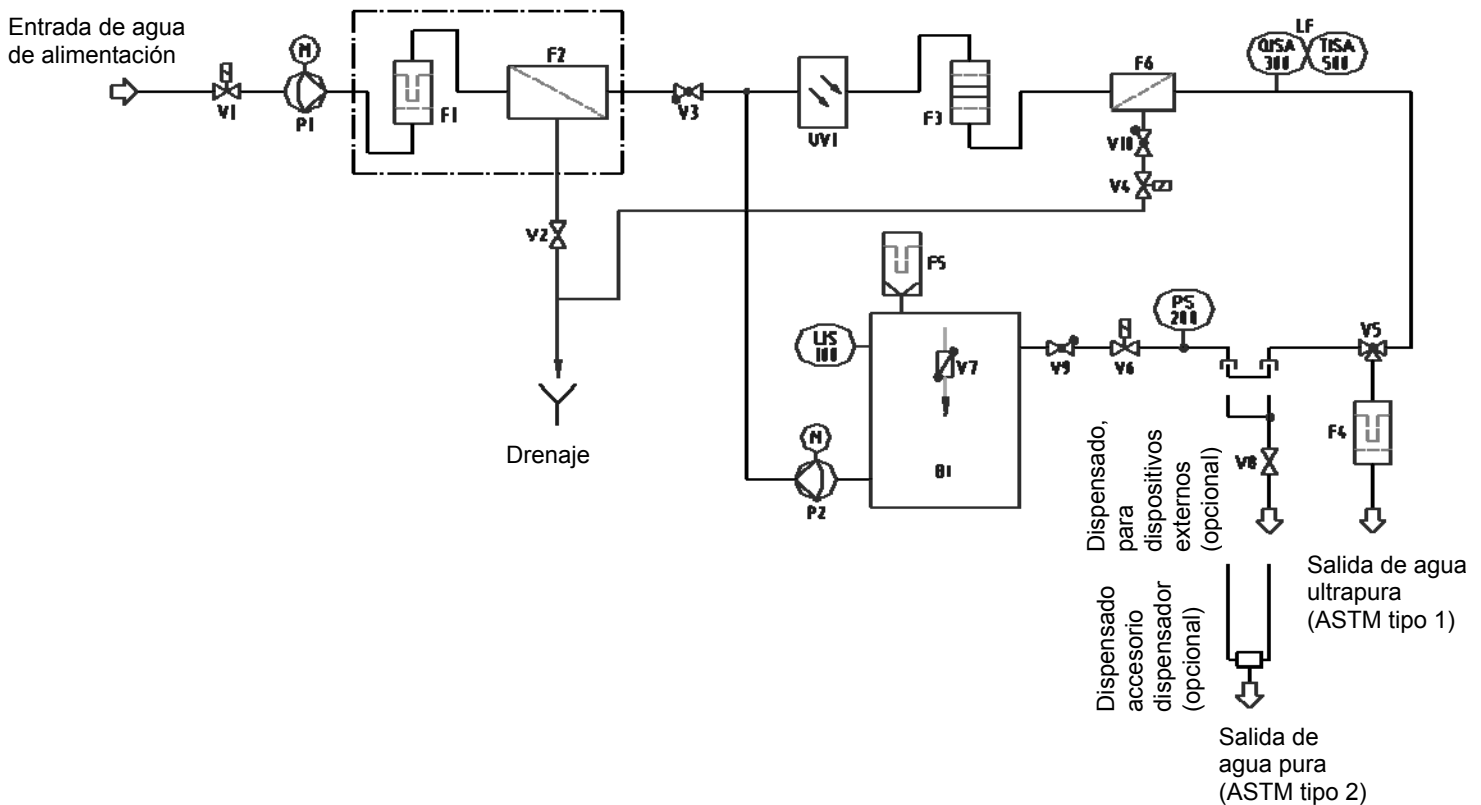 Entrada de agua
de alimentación
V1
M
P1
F1
F2
V3
UV1
F3
F6
LF
QISA
300
TISA
500
V10
V4
V2
F5
LIS
100
V7
B1
V9
V6
PS
200
V5
F4
V8
M
P2
Drenaje
Dispensado,
para
dispositivos
externos
(opcional)
Dispensado
accesorio
dispensador
(opcional)
Salida de agua
ultrapura
(ASTM tipo 1)
Salida de
agua pura
(ASTM tipo 2)